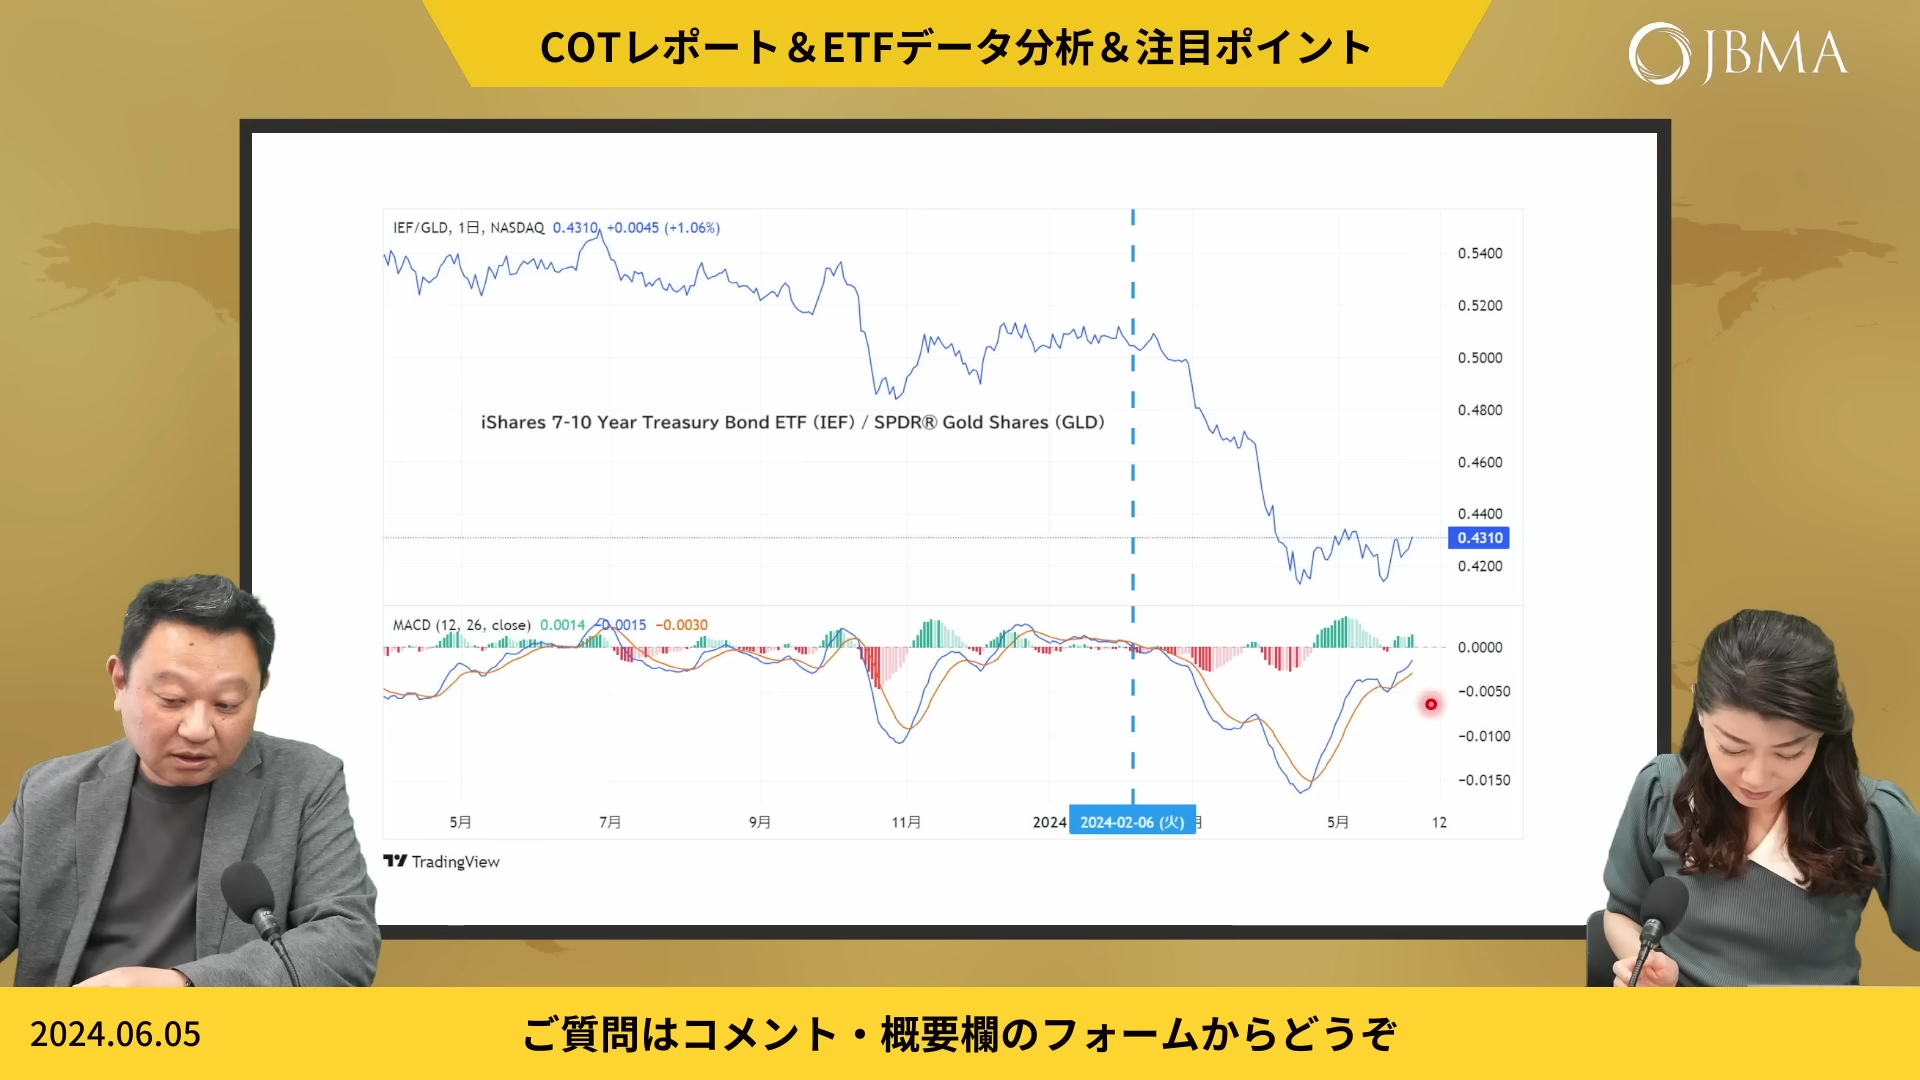 COTレポート＆ETFデータ分析＆注目ポイント
JBMA
IEF/GLD, 1日, NASDAQ 0.4310 +0.0045 (+1.06%)
0.5400
0.5200
0.5000
0.4800
iShares 7-10 Year Treasury Bond ETF (IEF) / SPDR® Gold Shares (GLD)
0.4600
0.4400
0.4310
0.4200
MACD (12, 26, close) 0.0014 −0.0015 −0.0030
0.0000
−0.0050
−0.0100
−0.0150
5月 7月 9月 11月 2024 2024-02-06 (火) 月 5月 12
TradingView
2024.06.05
ご質問はコメント・概要欄のフォームからどうぞ